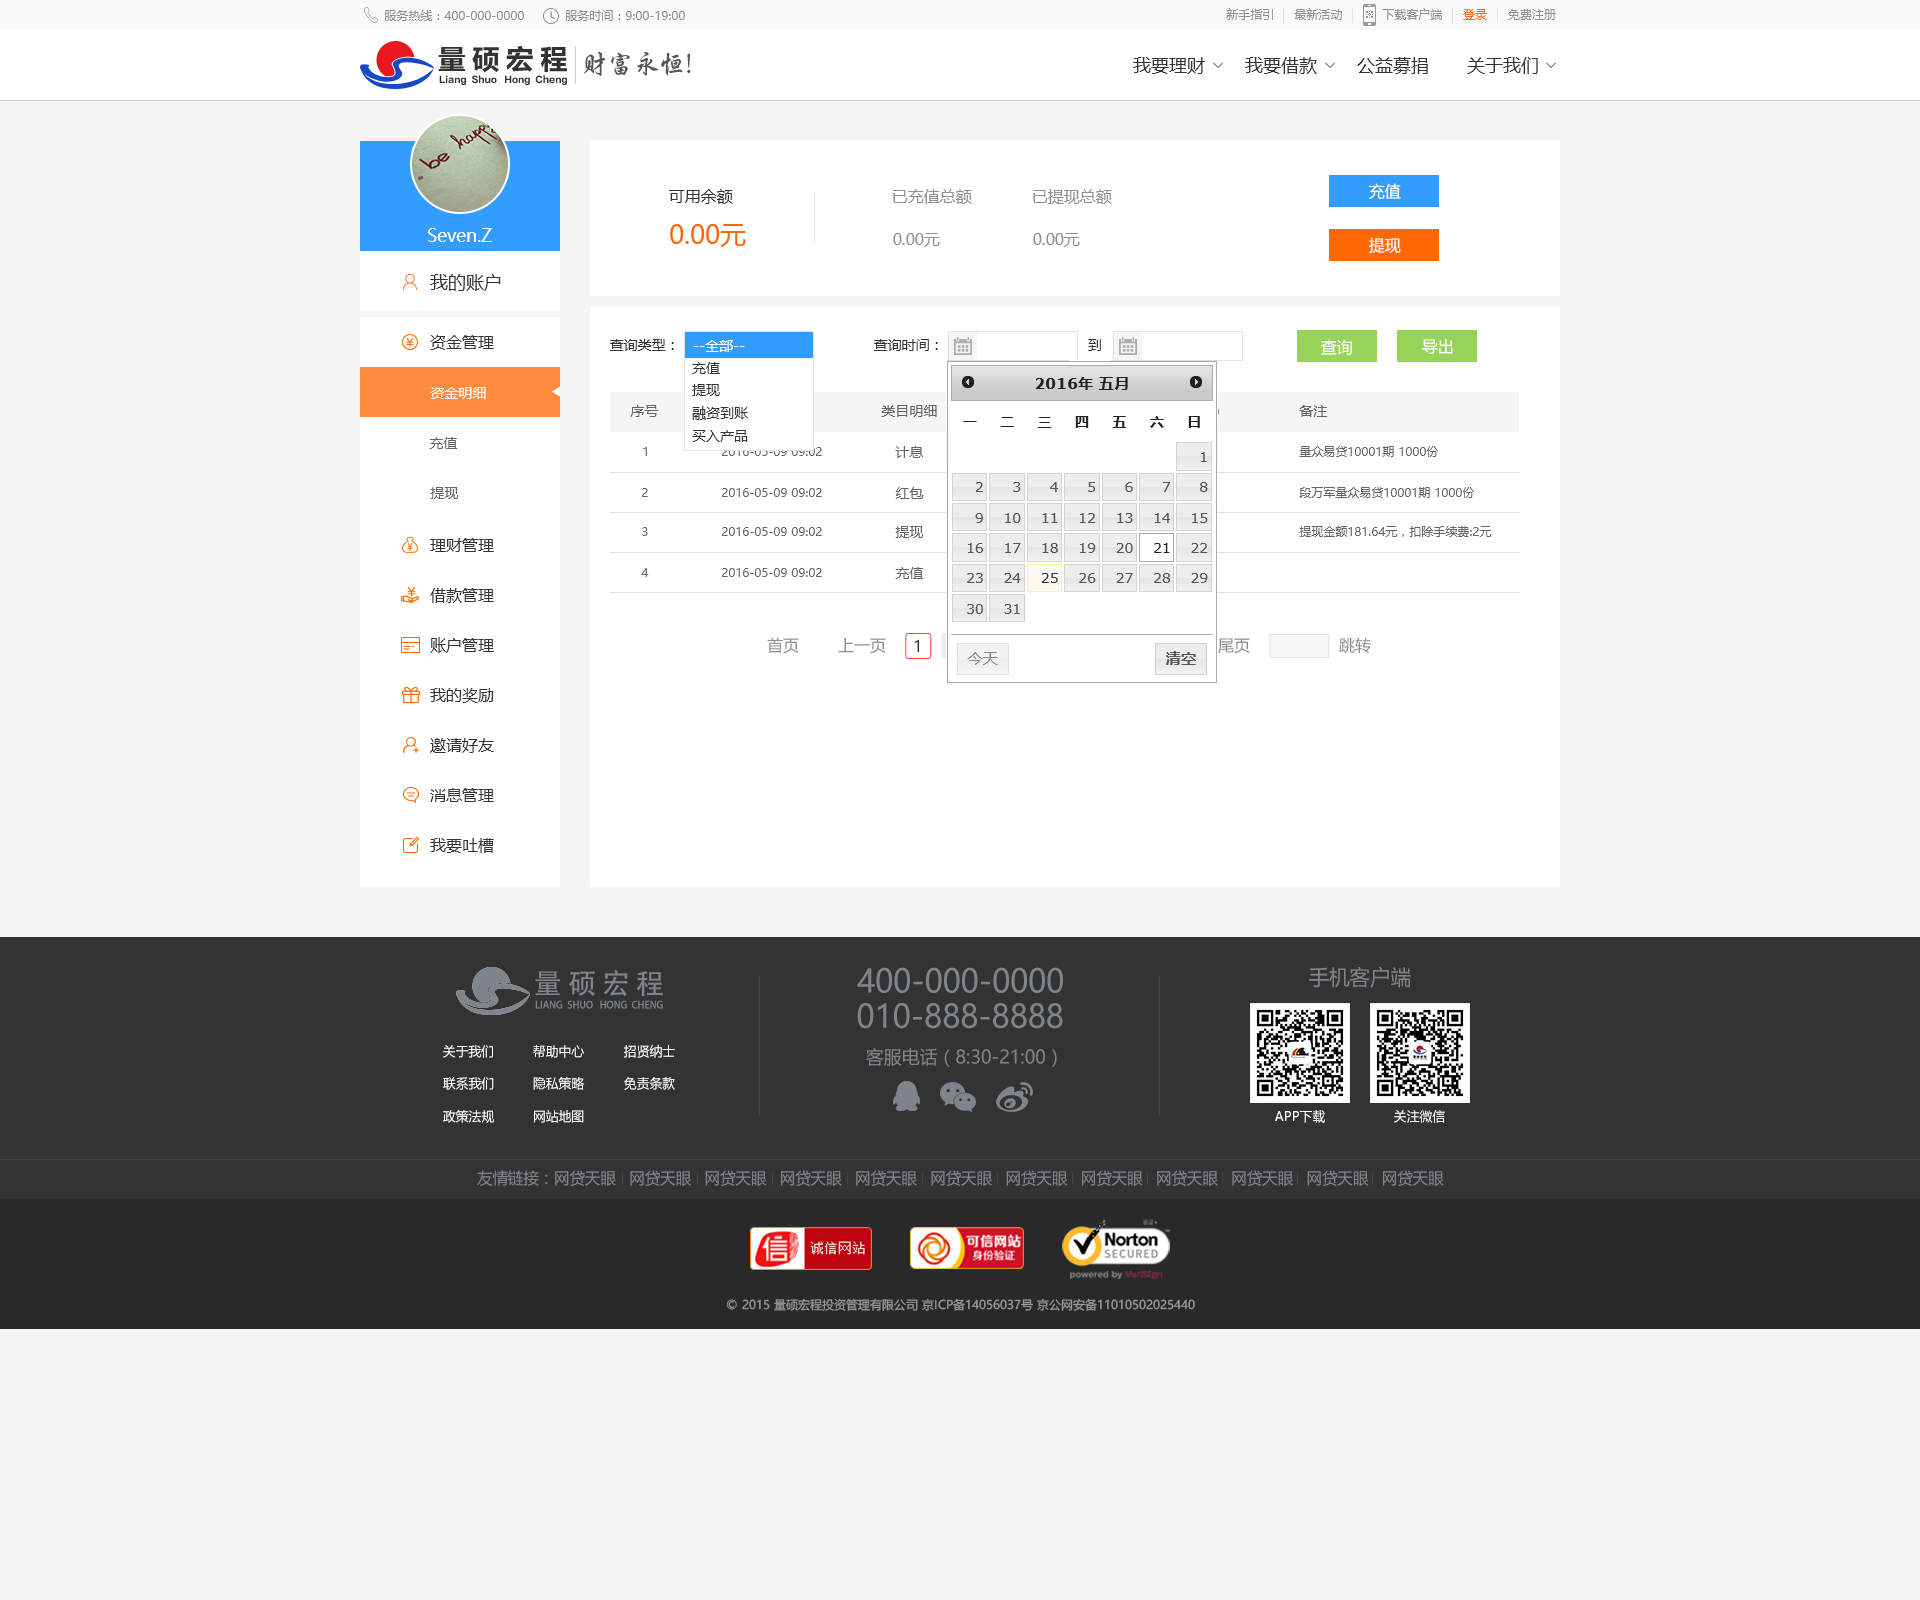 服务热线：400-000-0000 服务时间：9:00-19:00 新手指引 最新活动 下载客户端 登录 免费注册
量硕宏程 财富永恒！
Liang Shuo Hong Cheng
我要理财 我要借款 公益募捐 关于我们
be happy
Seven.Z
我的账户
资金管理
资金明细
充值
提现
理财管理
借款管理
账户管理
我的奖励
邀请好友
消息管理
我要吐槽
可用余额 已充值总额 已提现总额 充值
0.00元 0.00元 0.00元 提现
查询类型： --全部-- 查询时间： 到 查询 导出
充值
提现
融资到账
买入产品
序号 类目明细 备注
1 2016-05-09 09:02 计息 量众易贷10001期 1000份
2 2016-05-09 09:02 红包 段万军量众易贷10001期 1000份
3 2016-05-09 09:02 提现 提现金额181.64元，扣除手续费:2元
4 2016-05-09 09:02 充值
2016年 五月
一 二 三 四 五 六 日
1
2 3 4 5 6 7 8
9 10 11 12 13 14 15
16 17 18 19 20 21 22
23 24 25 26 27 28 29
30 31
今天 清空
首页 上一页 1 尾页 跳转
量硕宏程
LIANG SHUO HONG CHENG
关于我们 帮助中心 招贤纳士
联系我们 隐私策略 免责条款
政策法规 网站地图
400-000-0000
010-888-8888
客服电话（8:30-21:00）
手机客户端
APP下载 关注微信
友情链接：网贷天眼 网贷天眼 网贷天眼 网贷天眼 网贷天眼 网贷天眼 网贷天眼 网贷天眼 网贷天眼 网贷天眼 网贷天眼 网贷天眼
信 诚信网站
可信网站
身份验证
Norton
SECURED
powered by VeriSign
© 2015 量硕宏程投资管理有限公司 京ICP备14056037号 京公网安备11010502025440